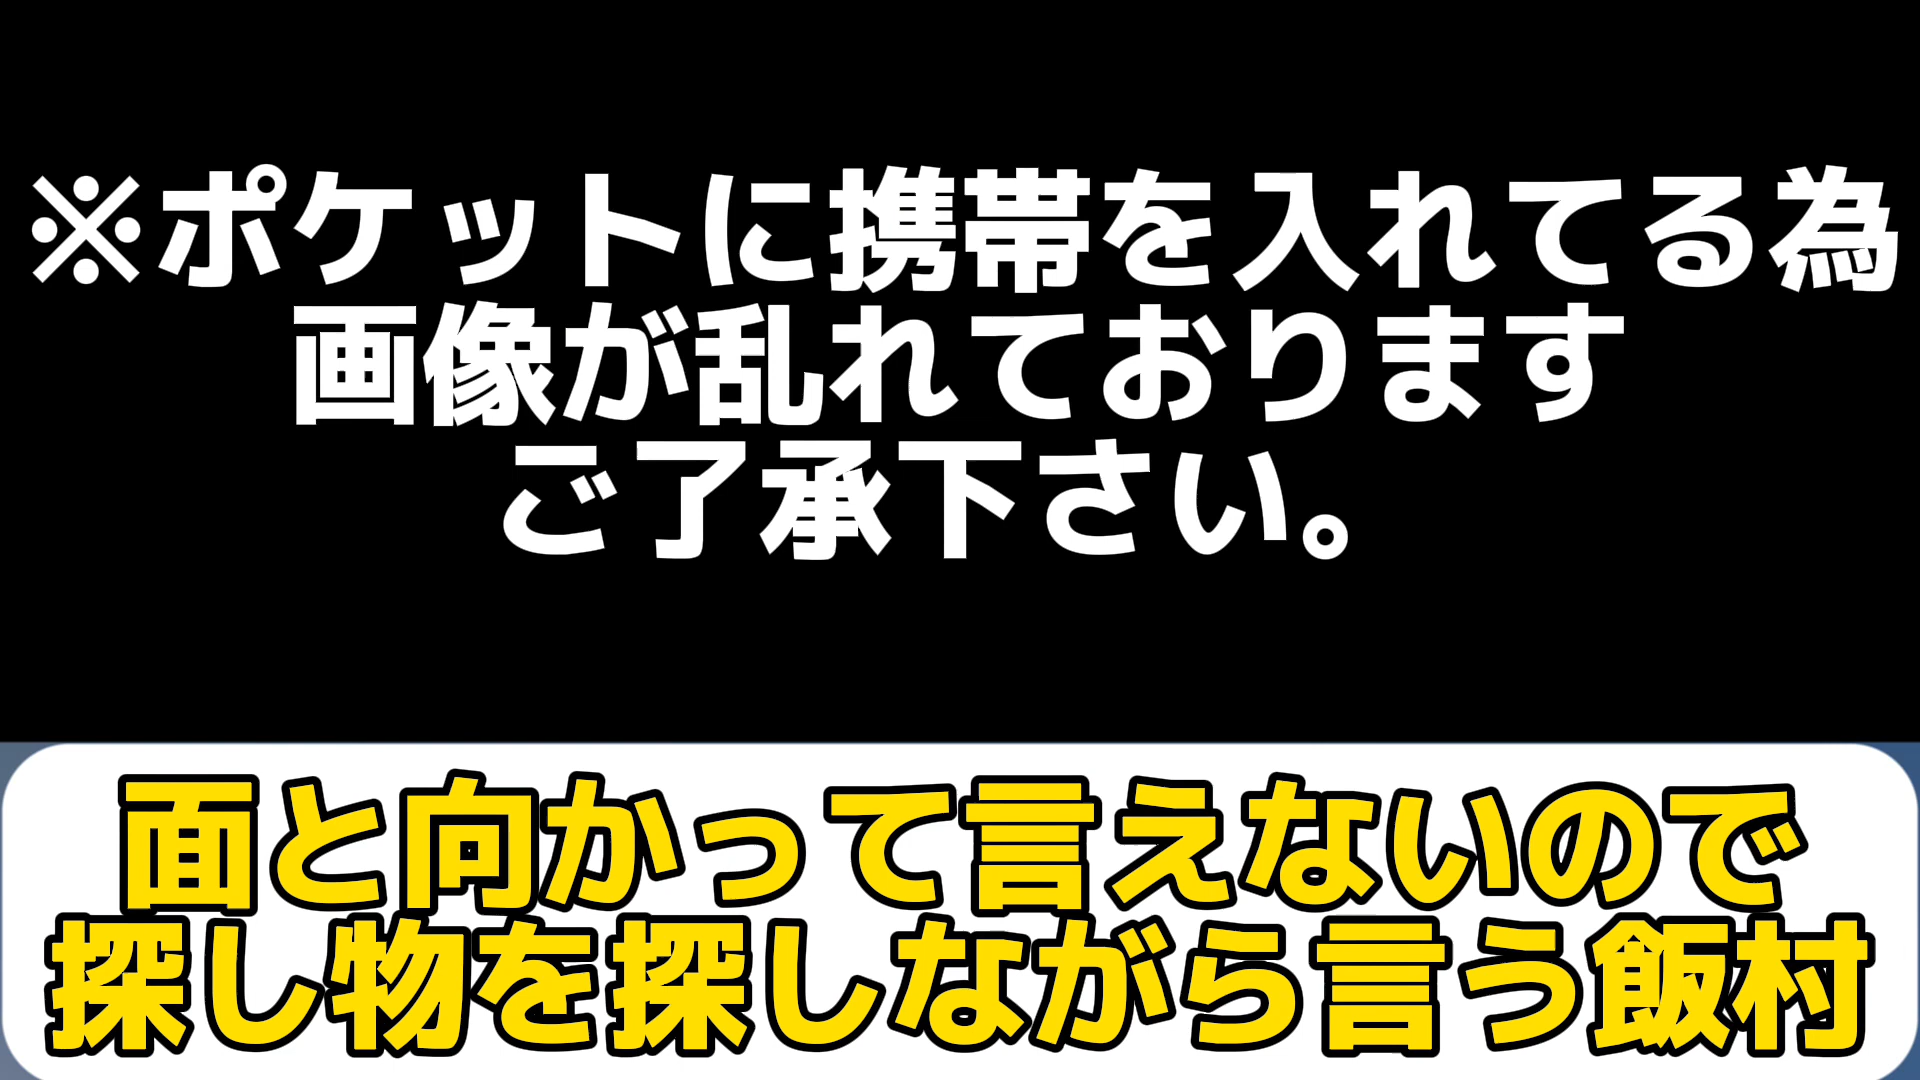 ※ポケットに携帯を入れてる為
画像が乱れております
ご了承下さい。
面と向かって言えないので
探し物を探しながら言う飯村